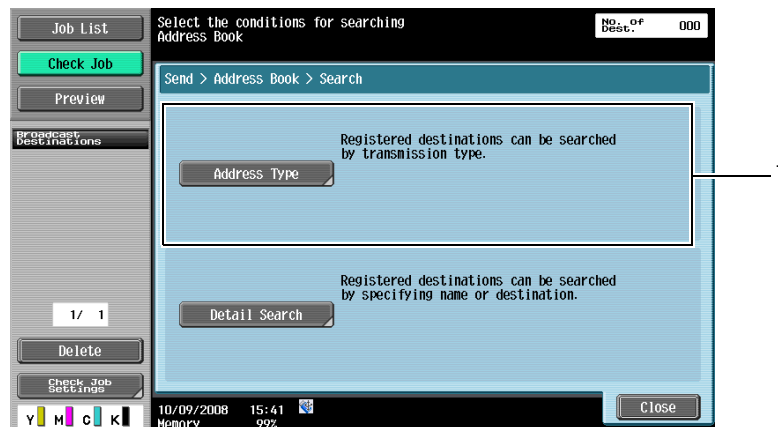 Job List
Check Job
Preview
Broadcast
Destinations
1/ 1
Delete
Check Job
Settings
Y M C K
Select the conditions for searching
Address Book
No. of
Dest. 000
Send > Address Book > Search
Registered destinations can be searched
by transmission type.
Address Type
Registered destinations can be searched
by specifying name or destination.
Detail Search
10/09/2008 15:41
Memory 99%
Close